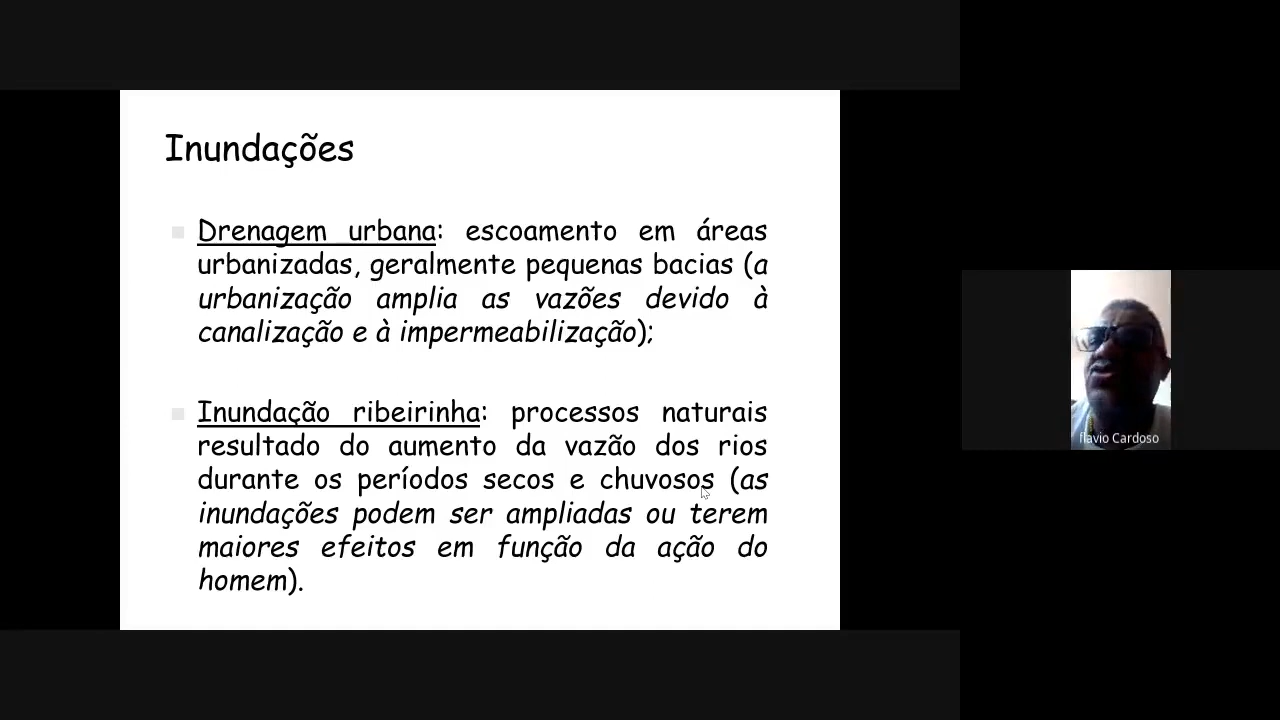 Inundações
Drenagem urbana: escoamento em áreas
urbanizadas, geralmente pequenas bacias (a
urbanização amplia as vazões devido à
canalização e à impermeabilização);
Inundação ribeirinha: processos naturais
resultado do aumento da vazão dos rios
durante os períodos secos e chuvosos (as
inundações podem ser ampliadas ou terem
maiores efeitos em função da ação do
homem).
flavio Cardoso